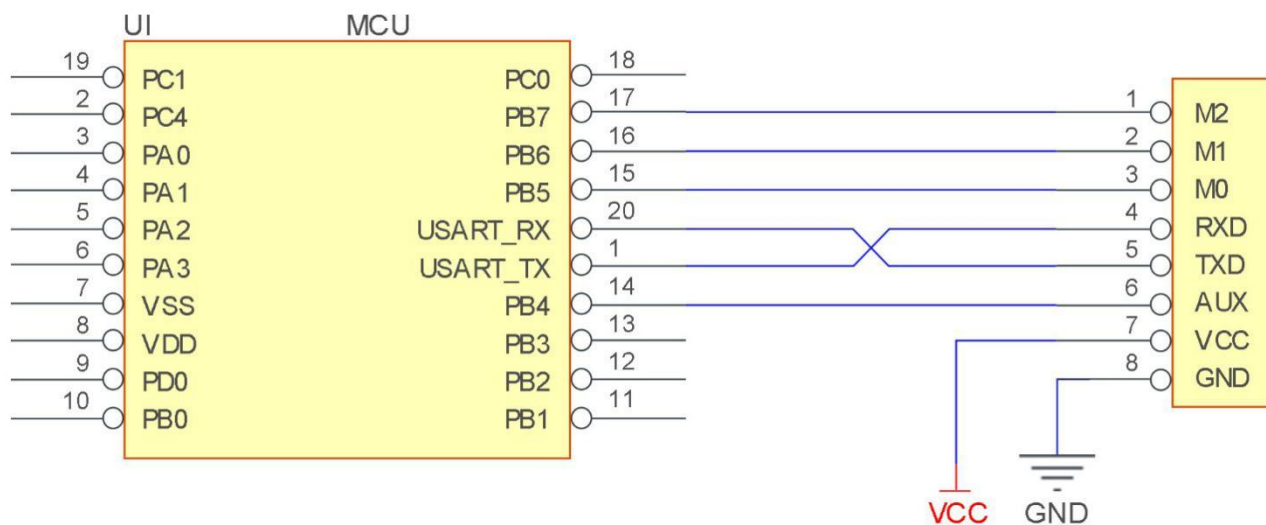 UI MCU
19 PC1 PC0 18
2 PC4 PB7 17 1 M2
3 PA0 PB6 16 2 M1
4 PA1 PB5 15 3 M0
5 PA2 USART_RX 20 4 RXD
6 PA3 USART_TX 1 5 TXD
7 VSS PB4 14 6 AUX
8 VDD PB3 13 7 VCC
9 PD0 PB2 12 8 GND
10 PB0 PB1 11
VCC GND